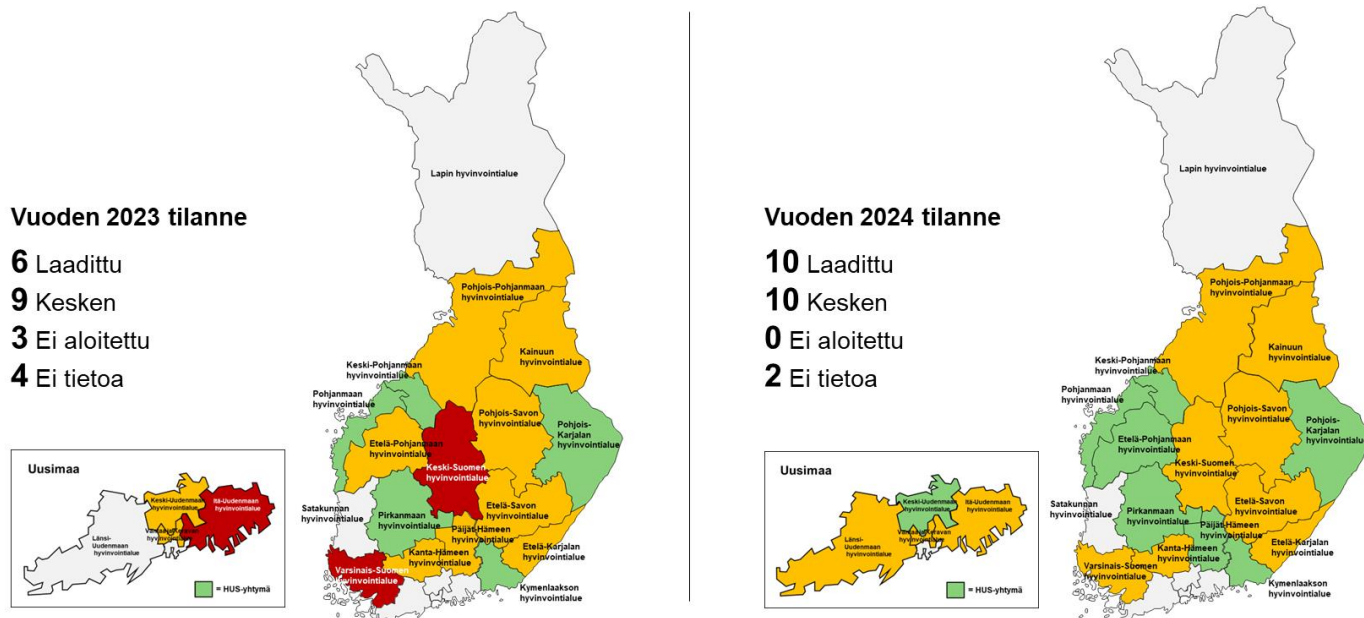 Vuoden 2023 tilanne
6 Laadittu
9 Kesken
3 Ei aloitettu
4 Ei tietoa
Lapin hyvinvointialue
Pohjois-Pohjanmaan
hyvinvointialue
Kainuun
hyvinvointialue
Keski-Pohjanmaan
hyvinvointialue
Pohjanmaan
hyvinvointialue
Pohjois-Savon
hyvinvointialue
Pohjois-
Karjalan
hyvinvointialue
Etelä-Pohjanmaan
hyvinvointialue
Keski-Suomen
hyvinvointialue
Etelä-Savon
hyvinvointialue
Satakunnan
hyvinvointialue
Pirkanmaan
hyvinvointialue
Päijät-Hämeen
hyvinvointialue
Kanta-Hämeen
hyvinvointialue
Etelä-Karjalan
hyvinvointialue
Varsinais-Suomen
hyvinvointialue
Kymenlaakson
hyvinvointialue
Uusimaa
Keski-Uudenmaan
hyvinvointialue
Itä-Uudenmaan
hyvinvointialue
hyvinvointialue
Länsi-
Uudenmaan
hyvinvointialue
= HUS-yhtymä
Vuoden 2024 tilanne
10 Laadittu
10 Kesken
0 Ei aloitettu
2 Ei tietoa
Lapin hyvinvointialue
Pohjois-Pohjanmaan
hyvinvointialue
Kainuun
hyvinvointialue
Keski-Pohjanmaan
hyvinvointialue
Pohjanmaan
hyvinvointialue
Pohjois-Savon
hyvinvointialue
Pohjois-
Karjalan
hyvinvointialue
Etelä-Pohjanmaan
hyvinvointialue
Keski-Suomen
hyvinvointialue
Etelä-Savon
hyvinvointialue
Satakunnan
hyvinvointialue
Pirkanmaan
hyvinvointialue
Päijät-Hämeen
hyvinvointialue
Kanta-Hämeen
hyvinvointialue
Etelä-Karjalan
hyvinvointialue
Varsinais-Suomen
hyvinvointialue
Kymenlaakson
hyvinvointialue
Uusimaa
Keski-Uudenmaan
hyvinvointialue
Itä-Uudenmaan
hyvinvointialue
hyvinvointialue
Länsi-
Uudenmaan
hyvinvointialue
= HUS-yhtymä